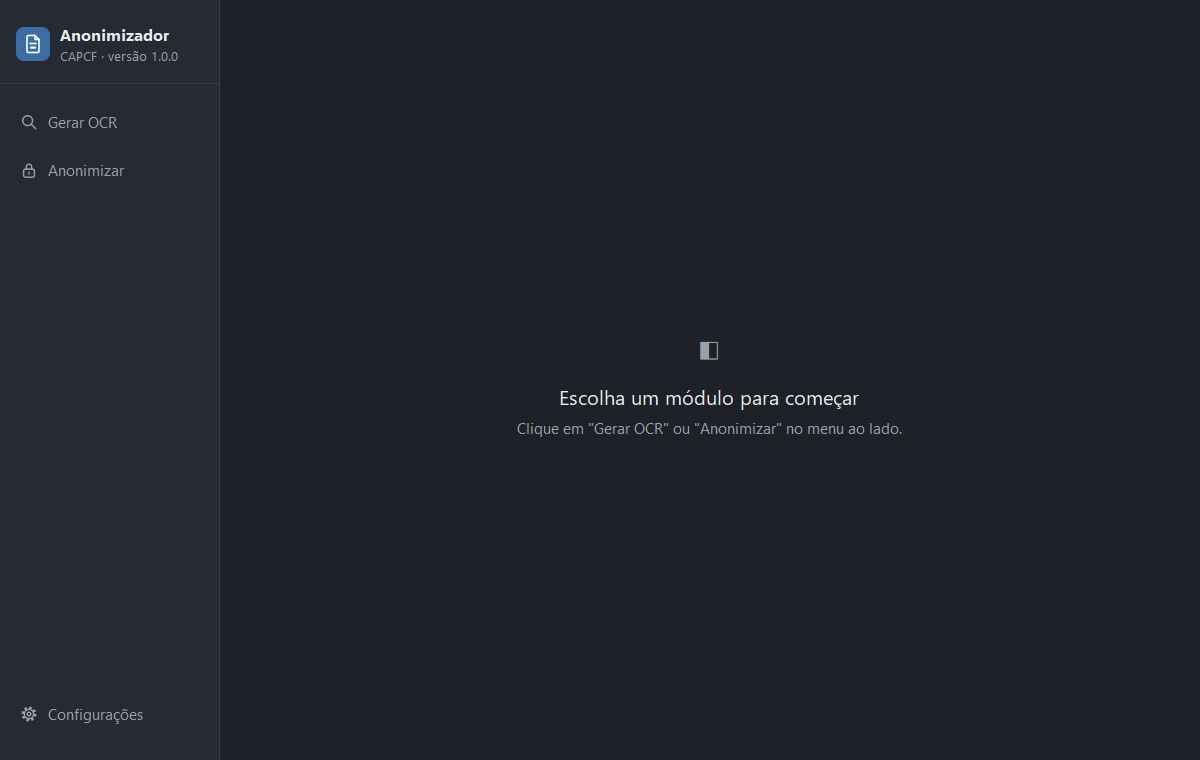 Anonimizador
CAPCF · versão 1.0.0
Gerar OCR
Anonimizar
Escolha um módulo para começar
Clique em "Gerar OCR" ou "Anonimizar" no menu ao lado.
Configurações